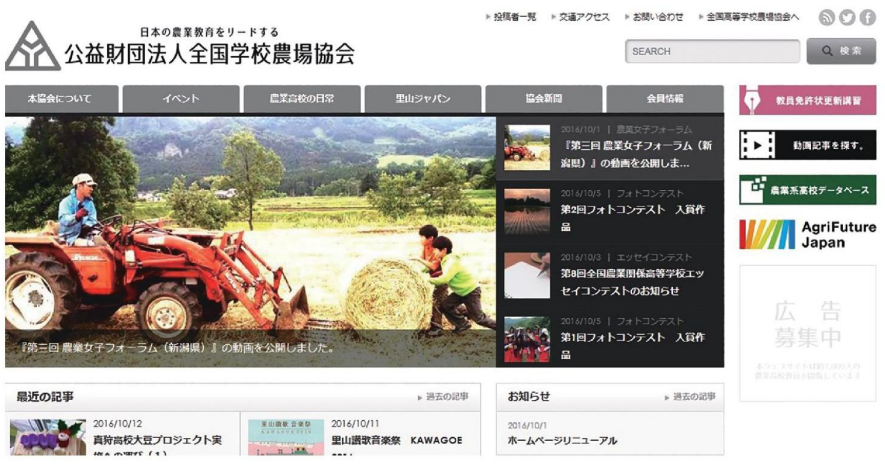 投稿者一覧
交通アクセス
お問い合わせ
全国高等学校農場協会へ
日本の農業教育をリードする
公益財団法人全国学校農場協会
SEARCH
検索
本協会について
イベント
農業高校の日常
里山ジャパン
協会新聞
会員情報
教員免許状更新講習
動画記事を探す。
農業系高校データベース
AgriFuture
Japan
広告
募集中
2016/10/1 | 農業女子フォーラム
『第三回 農業女子フォーラム（新
潟県）』の動画を公開しま...
2016/10/5 | フォトコンテスト
第2回フォトコンテスト 入賞作
品
2016/10/3 | エッセイコンテスト
第8回全国農業関係高等学校エッ
セイコンテストのお知らせ
2016/10/5 | フォトコンテスト
第1回フォトコンテスト 入賞作
品
『第三回 農業女子フォーラム（新潟県）』の動画を公開しました。
最近の記事
過去の記事
2016/10/12
真狩高校大豆プロジェクト実
2016/10/11
里山讃歌音楽祭 KAWAGOE
里山讃歌 音楽祭
お知らせ
過去の記事
2016/10/1
ホームページリニューアル